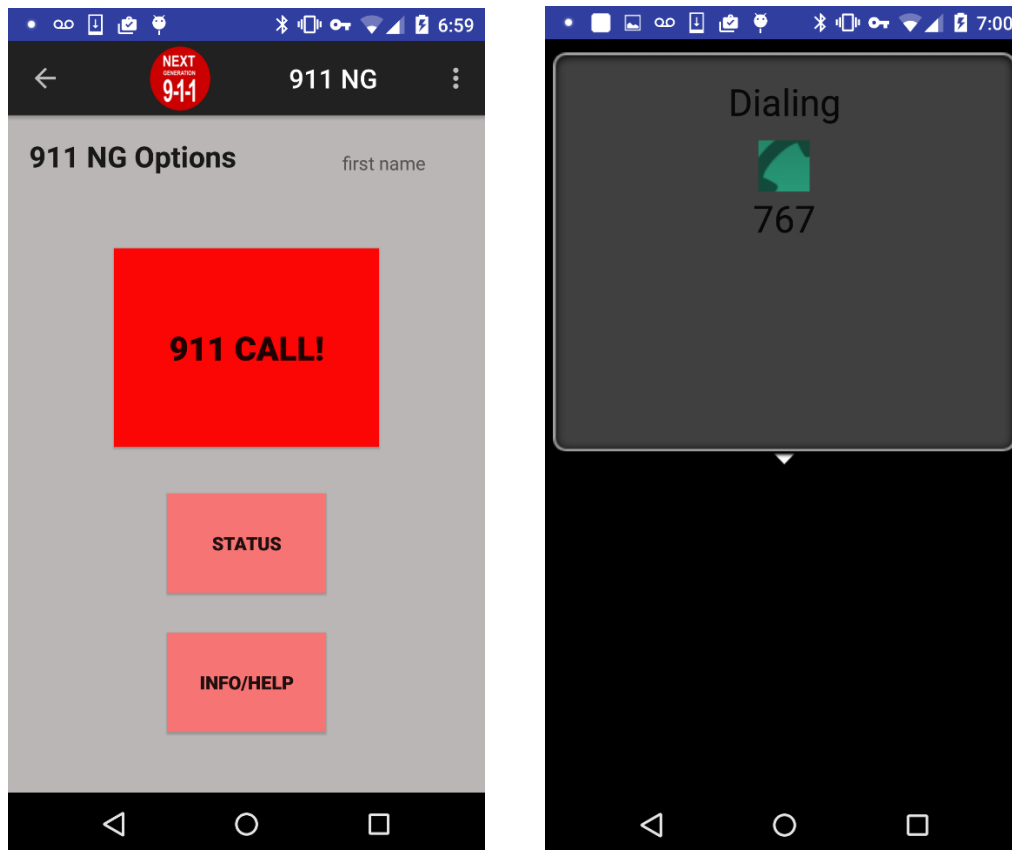 6:59
NEXT
GENERATION
9-1-1
911 NG
911 NG Options
first name
911 CALL!
STATUS
INFO/HELP
7:00
Dialing
767